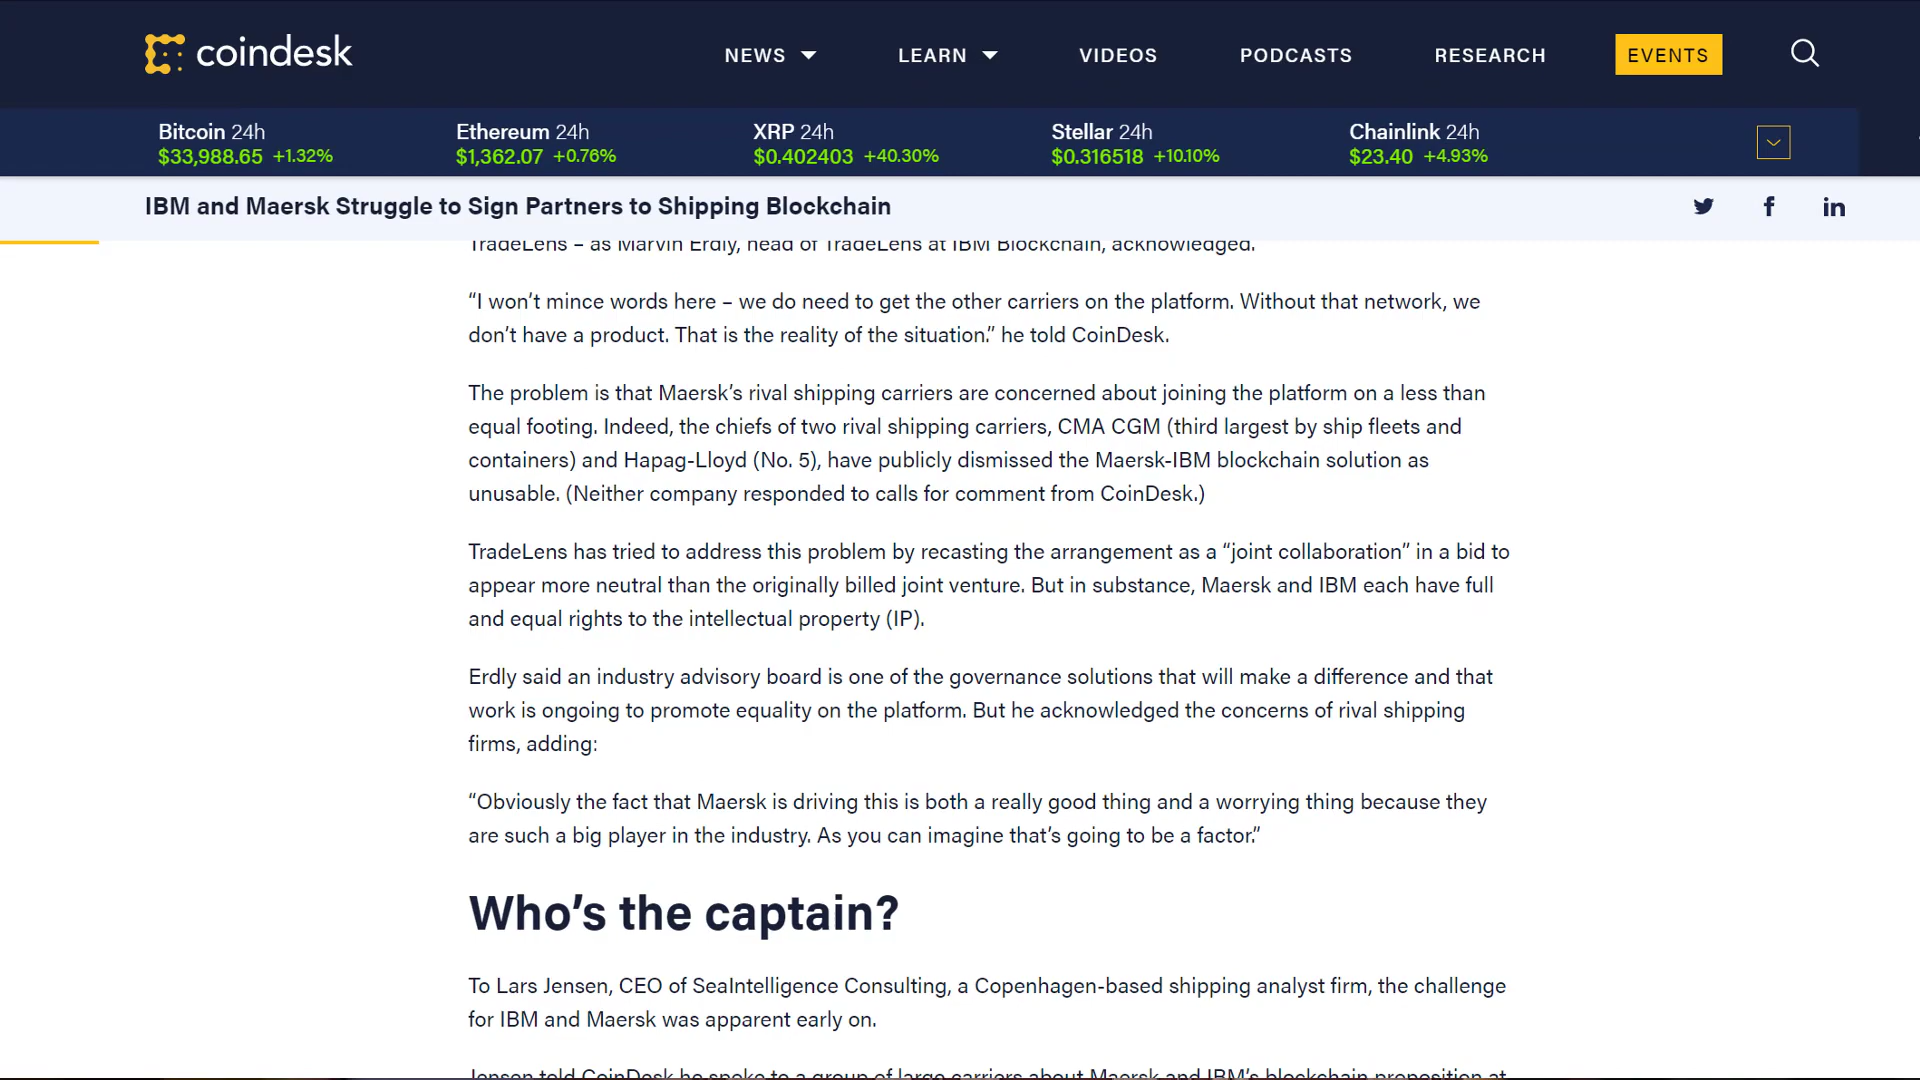 coindesk
NEWS LEARN VIDEOS PODCASTS RESEARCH EVENTS
Bitcoin 24h Ethereum 24h XRP 24h Stellar 24h Chainlink 24h
$33,988.65 +1.32% $1,362.07 +0.76% $0.402403 +40.30% $0.316518 +10.10% $23.40 +4.93%
IBM and Maersk Struggle to Sign Partners to Shipping Blockchain
TradeLens – as Marvin Erdly, head of TradeLens at IBM Blockchain, acknowledged.
“I won’t mince words here – we do need to get the other carriers on the platform. Without that network, we
don’t have a product. That is the reality of the situation.” he told CoinDesk.
The problem is that Maersk’s rival shipping carriers are concerned about joining the platform on a less than
equal footing. Indeed, the chiefs of two rival shipping carriers, CMA CGM (third largest by ship fleets and
containers) and Hapag-Lloyd (No. 5), have publicly dismissed the Maersk-IBM blockchain solution as
unusable. (Neither company responded to calls for comment from CoinDesk.)
TradeLens has tried to address this problem by recasting the arrangement as a “joint collaboration” in a bid to
appear more neutral than the originally billed joint venture. But in substance, Maersk and IBM each have full
and equal rights to the intellectual property (IP).
Erdly said an industry advisory board is one of the governance solutions that will make a difference and that
work is ongoing to promote equality on the platform. But he acknowledged the concerns of rival shipping
firms, adding:
“Obviously the fact that Maersk is driving this is both a really good thing and a worrying thing because they
are such a big player in the industry. As you can imagine that’s going to be a factor.”
Who’s the captain?
To Lars Jensen, CEO of SeaIntelligence Consulting, a Copenhagen-based shipping analyst firm, the challenge
for IBM and Maersk was apparent early on.
Jensen told CoinDesk he spoke to a group of large carriers about Maersk and IBM’s blockchain proposition at